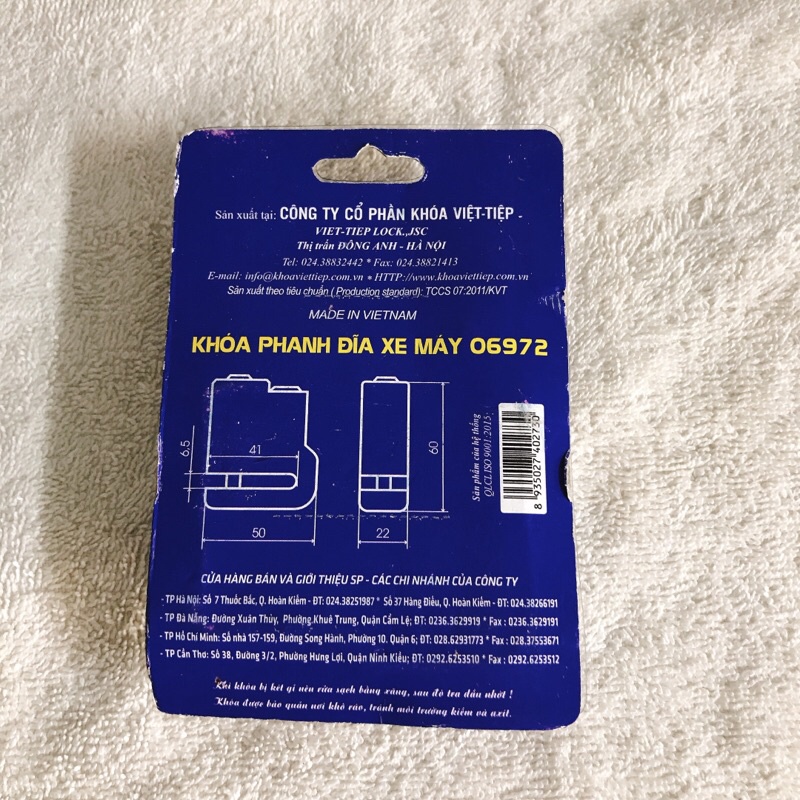 Sản xuất tại: CÔNG TY CỔ PHẦN KHÓA VIỆT-TIỆP -
VIET-TIEP LOCK.,JSC
Thị trấn ĐÔNG ANH - HÀ NỘI
Tel: 024.38832442 * Fax: 024.38821413
E-mail: info@khoaviettiep.com.vn * HTTP://www.khoaviettiep.com.vn
Sản xuất theo tiêu chuẩn ( Production standard): TCCS 07:2011/KVT
MADE IN VIETNAM
KHÓA PHANH ĐĨA XE MÁY 06972
6,5
41
50
60
22
Sản phẩm của hệ thống
QLCL ISO 9001:2015
8 935027 402730
CỬA HÀNG BÁN VÀ GIỚI THIỆU SP - CÁC CHI NHÁNH CỦA CÔNG TY
- TP Hà Nội: Số 7 Thuốc Bắc, Q. Hoàn Kiếm - ĐT: 024.38251987 * Số 37 Hàng Điếu, Q. Hoàn Kiếm - ĐT: 024.38266191
- TP Đà Nẵng: Đường Xuân Thủy, Phường.Khuê Trung, Quận Cẩm Lệ; ĐT: 0236.3629919 * Fax : 0236.3629191
- TP Hồ Chí Minh: Số nhà 157-159, Đường Song Hành, Phường 10. Quận 6; ĐT: 028.62931773 * Fax : 028.37553671
- TP Cần Thơ: Số 38, Đường 3/2, Phường Hưng Lợi, Quận Ninh Kiều; ĐT: 0292.6253510 * Fax : 0292.6253512
Khi khóa bị kết gỉ nên rửa sạch bằng xăng, sau đó tra dầu nhớt !
Khóa được bảo quản nơi khô ráo, tránh môi trường kiềm và axit.